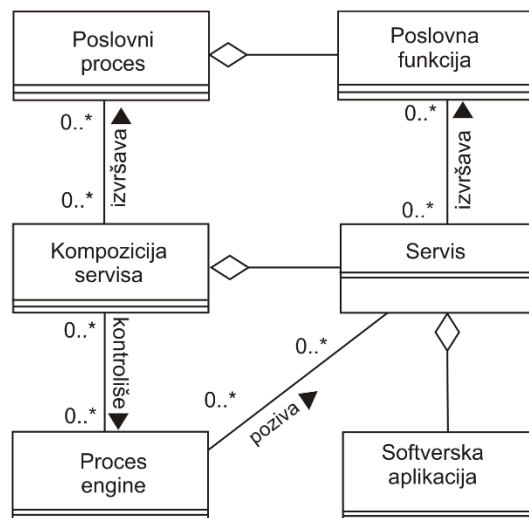 Poslovni
proces
Poslovna
funkcija
0..*
izvršava
0..*
0..*
izvršava
0..*
Kompozicija
servisa
Servis
0..*
kontroliše
0..*
0..*
0..*
poziva
Proces
engine
Softverska
aplikacija